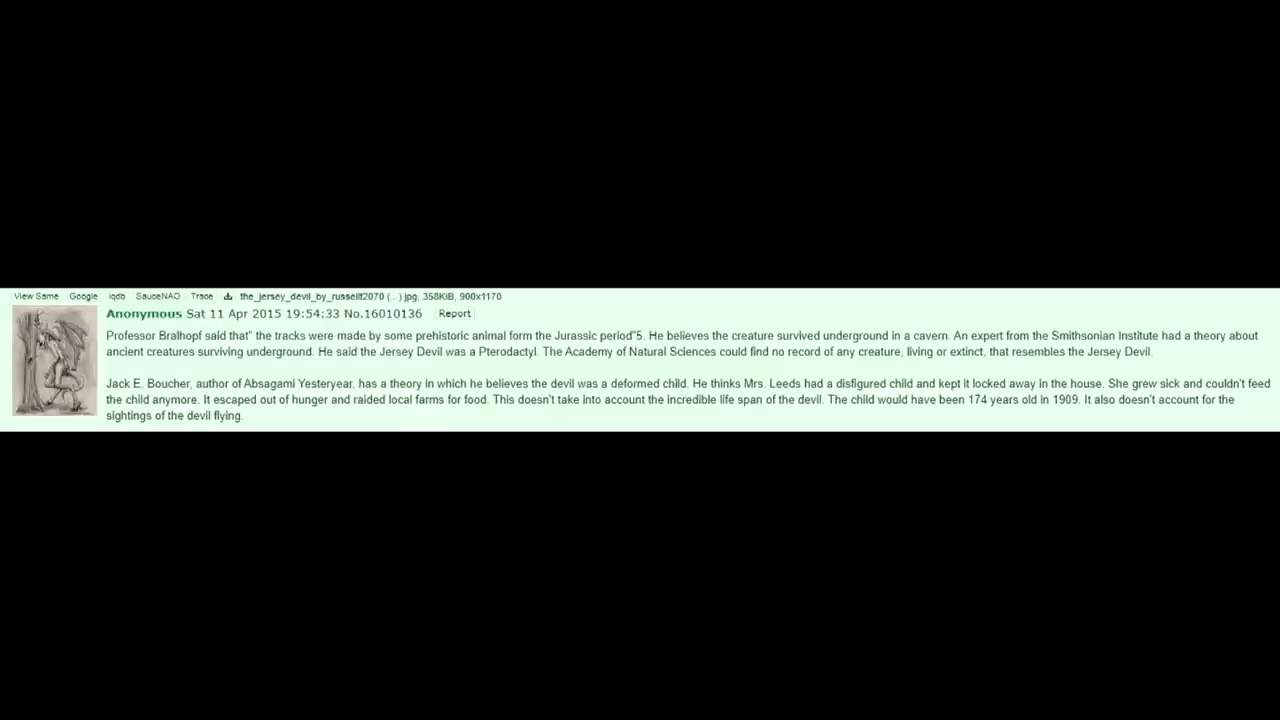 View Same Google iqdb SauceNAO Trace the_jersey_devil_by_russellt2070 (...).jpg, 358KiB, 900x1170
Anonymous Sat 11 Apr 2015 19:54:33 No.16010136 Report
Professor Bralhopf said that" the tracks were made by some prehistoric animal form the Jurassic period"5. He believes the creature survived underground in a cavern. An expert from the Smithsonian Institute had a theory about
ancient creatures surviving underground. He said the Jersey Devil was a Pterodactyl. The Academy of Natural Sciences could find no record of any creature, living or extinct, that resembles the Jersey Devil.
Jack E. Boucher, author of Absagami Yesteryear, has a theory in which he believes the devil was a deformed child. He thinks Mrs. Leeds had a disfigured child and kept it locked away in the house. She grew sick and couldn't feed
the child anymore. It escaped out of hunger and raided local farms for food. This doesn't take into account the incredible life span of the devil. The child would have been 174 years old in 1909. It also doesn't account for the
sightings of the devil flying.